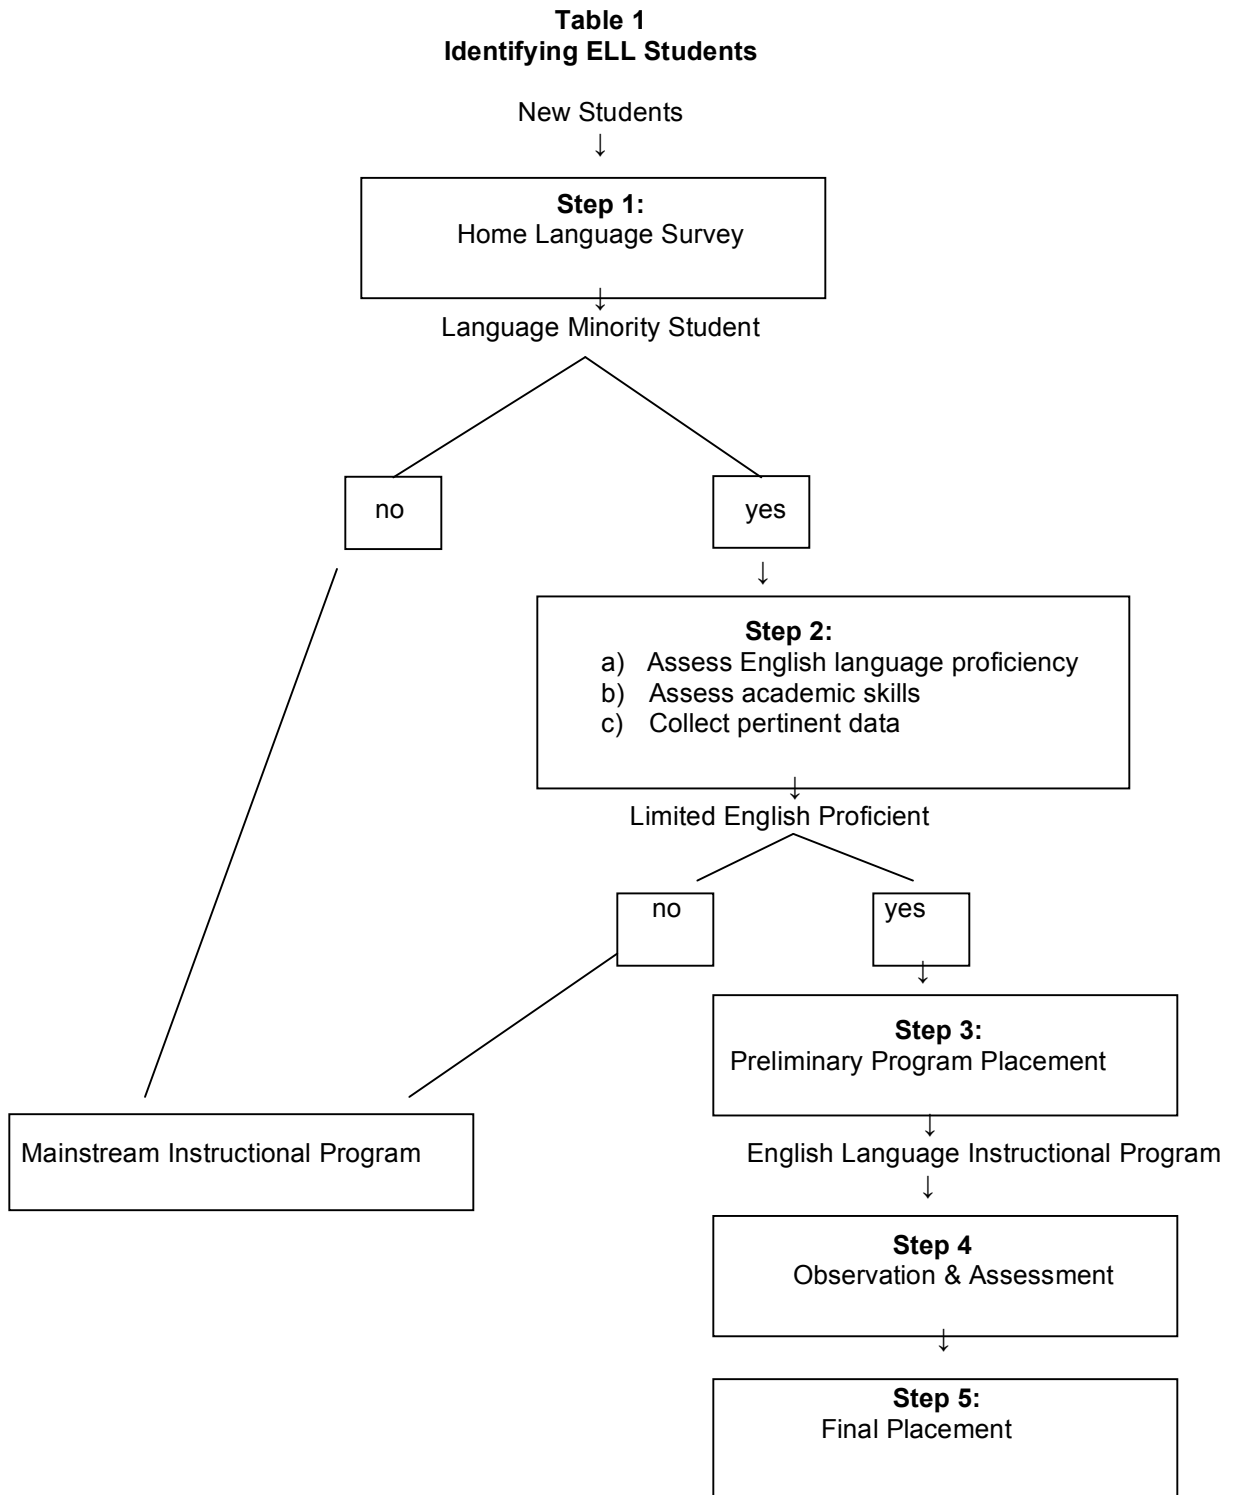 Table 1
Identifying ELL Students
New Students
↓
Step 1:
Home Language Survey
↓
Language Minority Student
no
yes
↓
Step 2:
a) Assess English language proficiency
b) Assess academic skills
c) Collect pertinent data
↓
Limited English Proficient
no
yes
↓
Step 3:
Preliminary Program Placement
↓
Mainstream Instructional Program
English Language Instructional Program
↓
Step 4
Observation & Assessment
↓
Step 5:
Final Placement